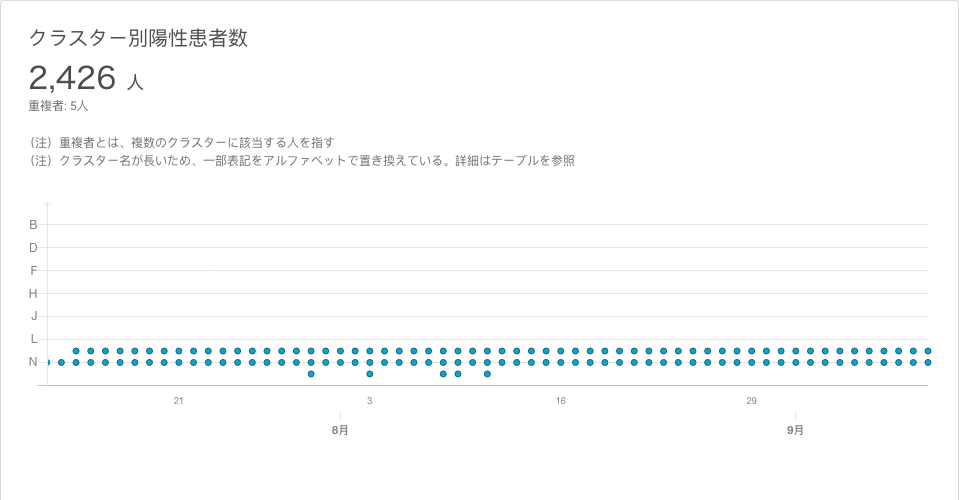 クラスター別陽性患者数
2,426 人
重複者: 5人
（注）重複者とは、複数のクラスターに該当する人を指す
（注）クラスター名が長いため、一部表記をアルファベットで置き換えている。詳細はテーブルを参照
B
D
F
H
J
L
N
21 3 16 29
8月 9月